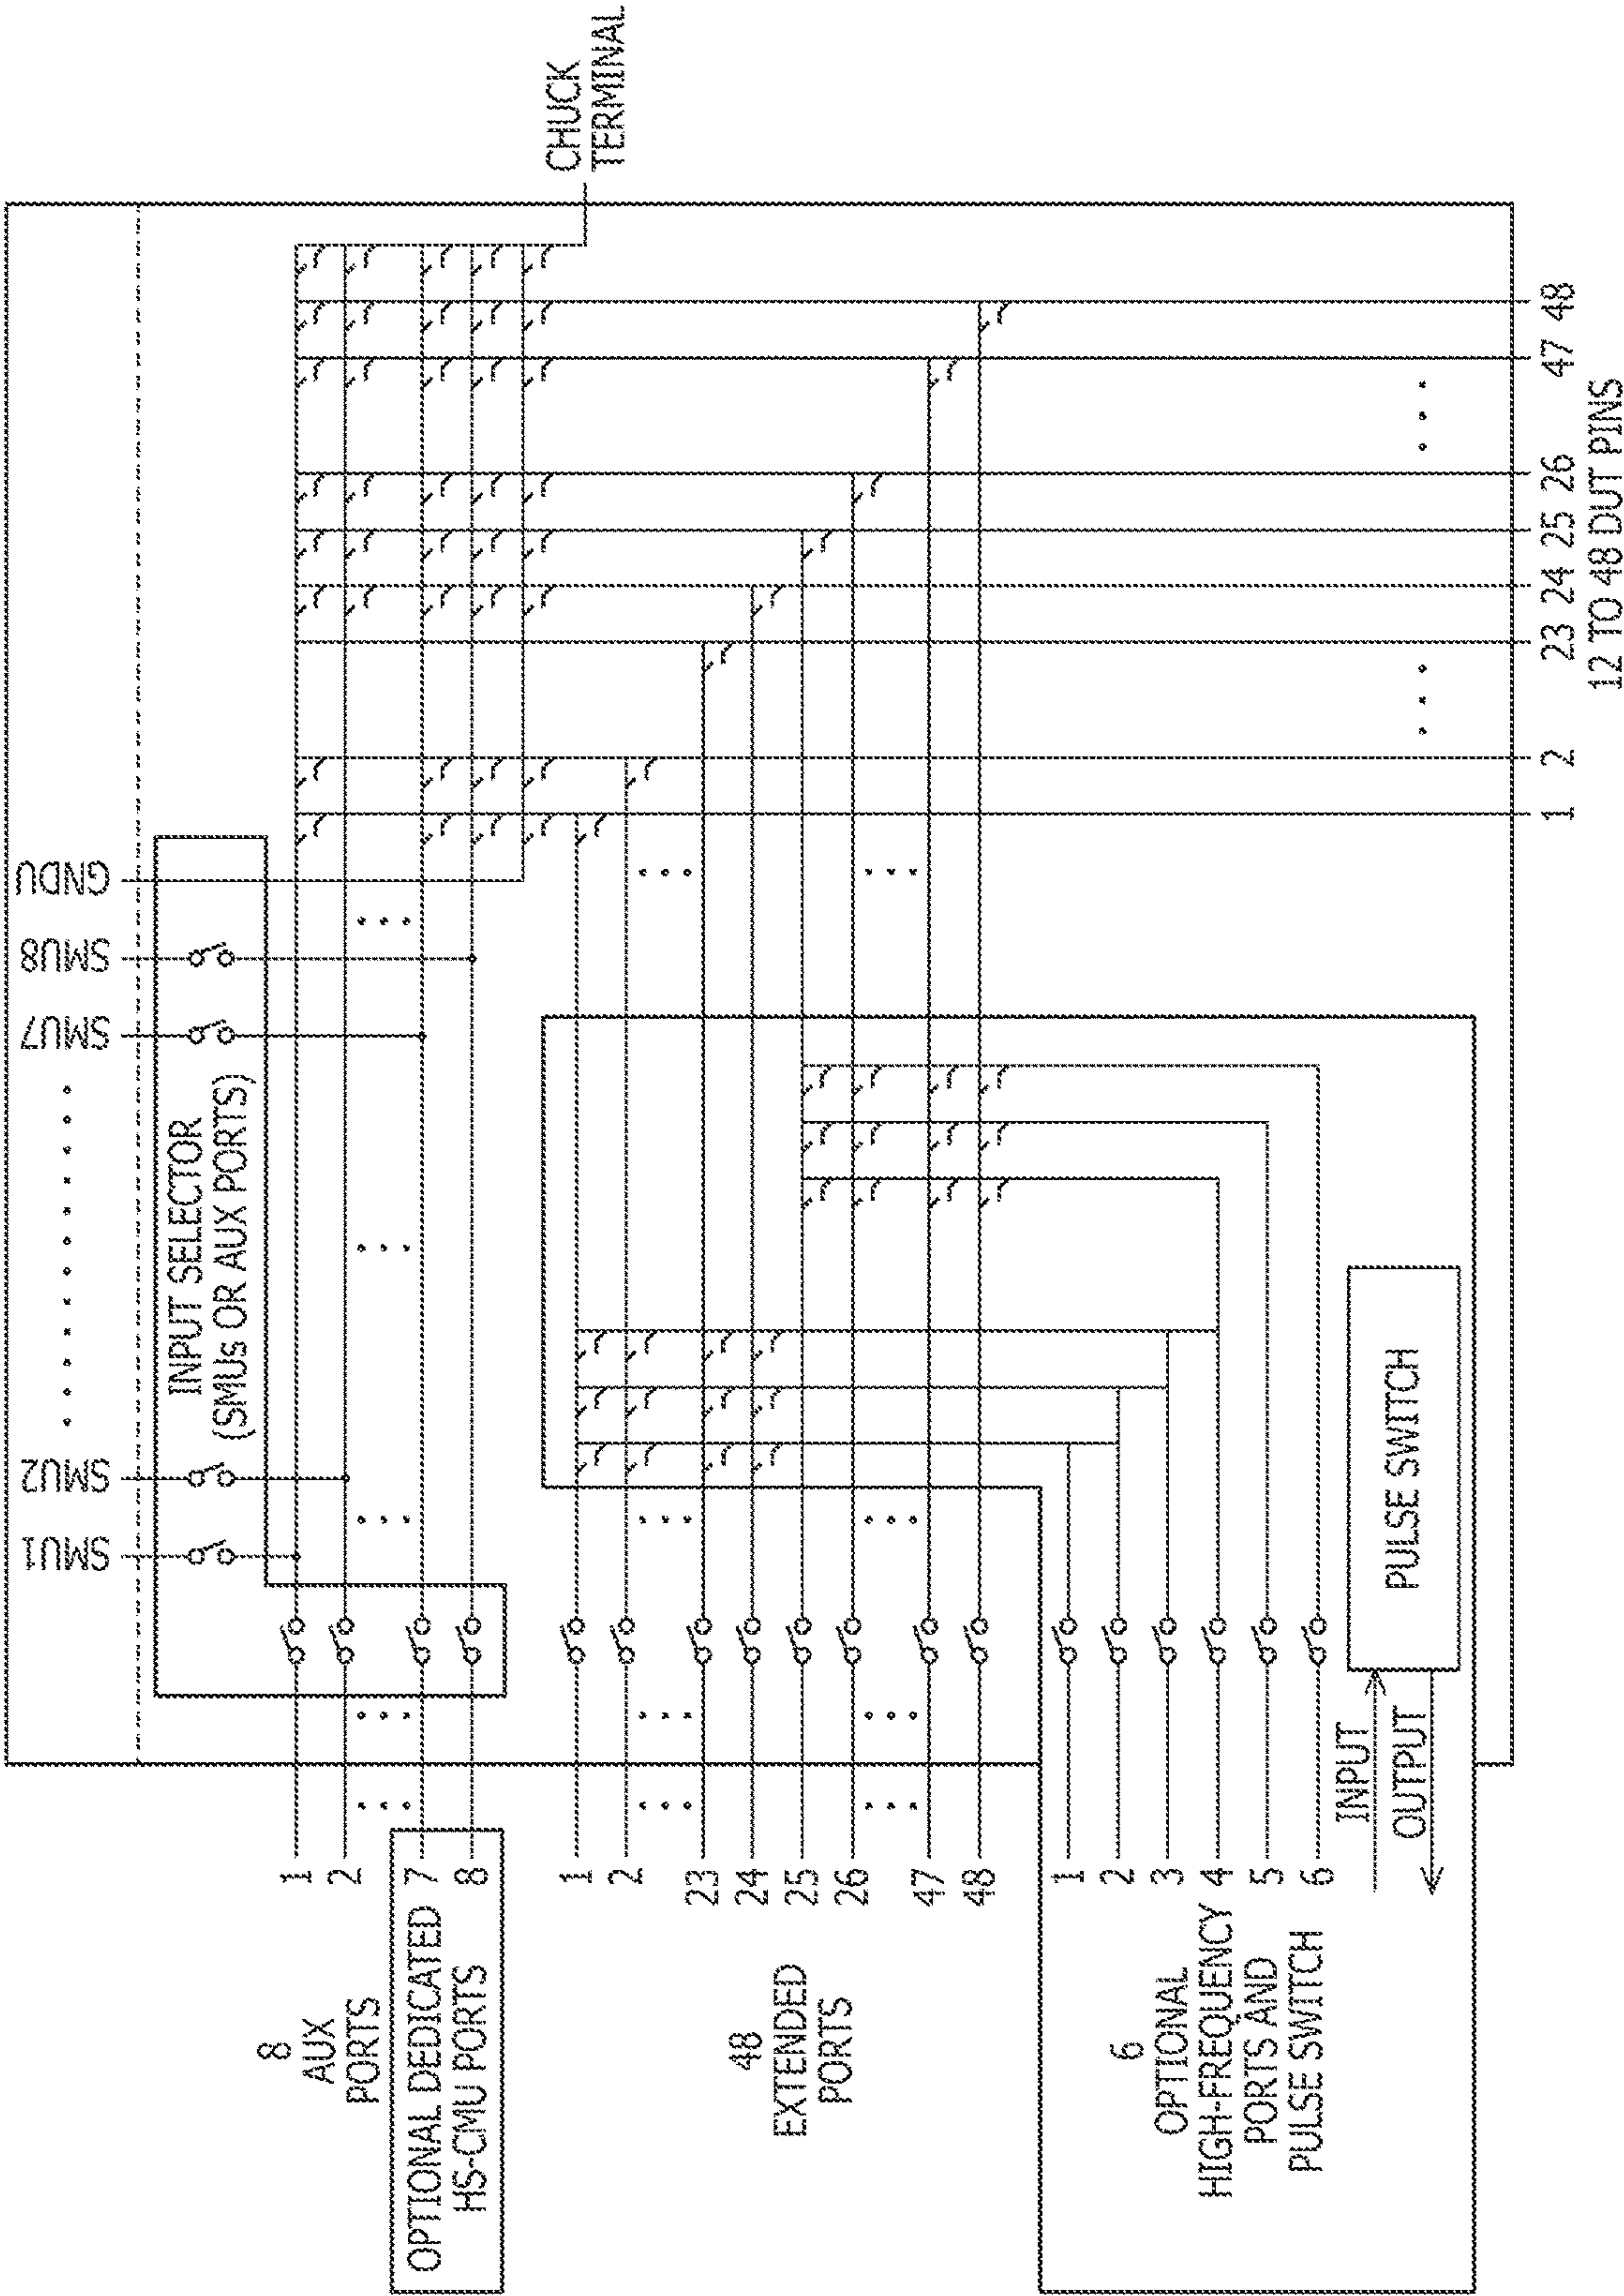 SMU1
SMU2
SMU7
SMU8
GNDU
INPUT SELECTOR
(SMUs OR AUX PORTS)
8
AUX
PORTS
1
2
OPTIONAL DEDICATED
HS-CMU PORTS
7
8
CHUCK
TERMINAL
48
EXTENDED
PORTS
1
2
23
24
25
26
47
48
6
OPTIONAL
HIGH-FREQUENCY
PORTS AND
PULSE SWITCH
1
2
3
4
5
6
INPUT
OUTPUT
PULSE SWITCH
1 2 23 24 25 26 47 48
12 TO 48 DUT PINS